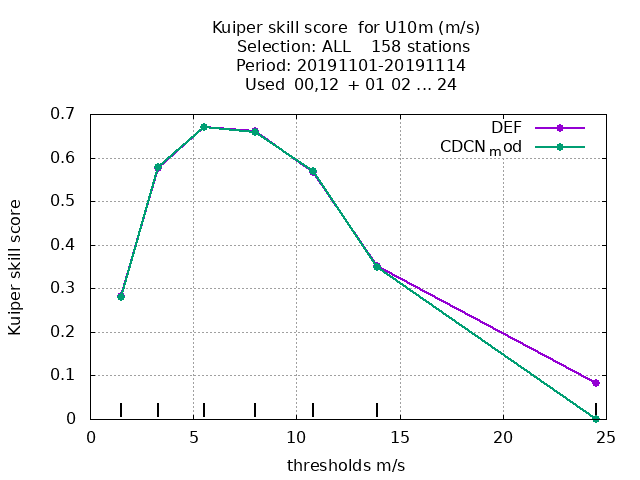 Kuiper skill score  for U10m (m/s)
Selection: ALL    158 stations
Period: 20191101-20191114
Used  00,12  + 01 02 ... 24
0.7
0.6
0.5
0.4
0.3
0.2
0.1
0
Kuiper skill score
DEF
CDCNmod
0 5 10 15 20 25
thresholds m/s